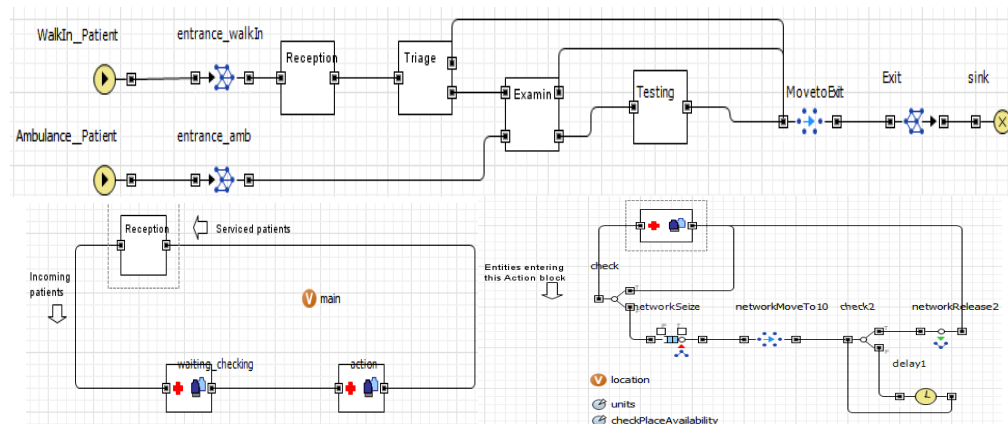 WalkIn_Patient
entrance_walkIn
Reception
Triage
Examin
Testing
MovetoExit
Exit
sink
Ambulance_Patient
entrance_amb
Reception
Serviced patients
Incoming
patients
main
waiting_checking
action
Entities entering
this Action block
check
networkSeize
networkMoveTo10
check2
networkRelease2
delay1
location
units
checkPlaceAvailability